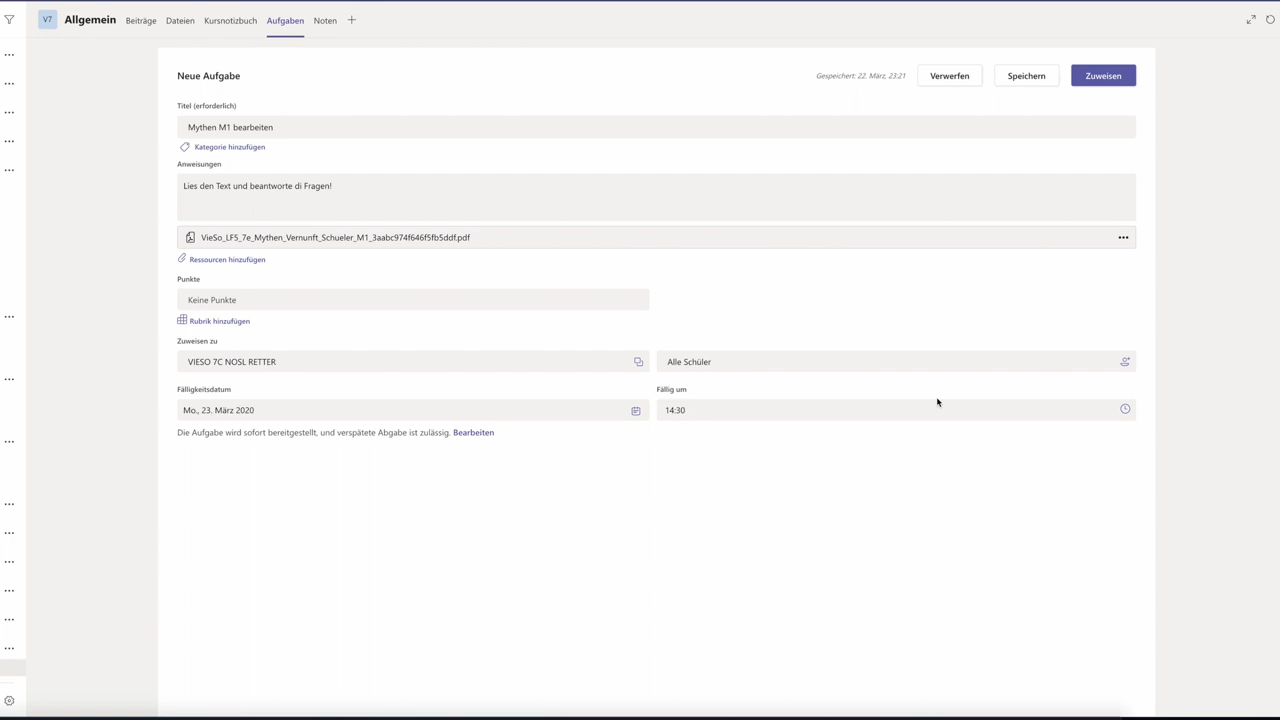 V7 Allgemein Beiträge Dateien Kursnotizbuch Aufgaben Noten
Neue Aufgabe
Gespeichert: 22. März, 23:21 Verwerfen Speichern Zuweisen
Titel (erforderlich)
Mythen M1 bearbeiten
Kategorie hinzufügen
Anweisungen
Lies den Text und beantworte di Fragen!
VieSo_LF5_7e_Mythen_Vernunft_Schueler_M1_3aabc974f646f5fb5ddf.pdf
Ressourcen hinzufügen
Punkte
Keine Punkte
Rubrik hinzufügen
Zuweisen zu
VIESO 7C NOSL RETTER Alle Schüler
Fälligkeitsdatum Fällig um
Mo., 23. März 2020 14:30
Die Aufgabe wird sofort bereitgestellt, und verspätete Abgabe ist zulässig. Bearbeiten